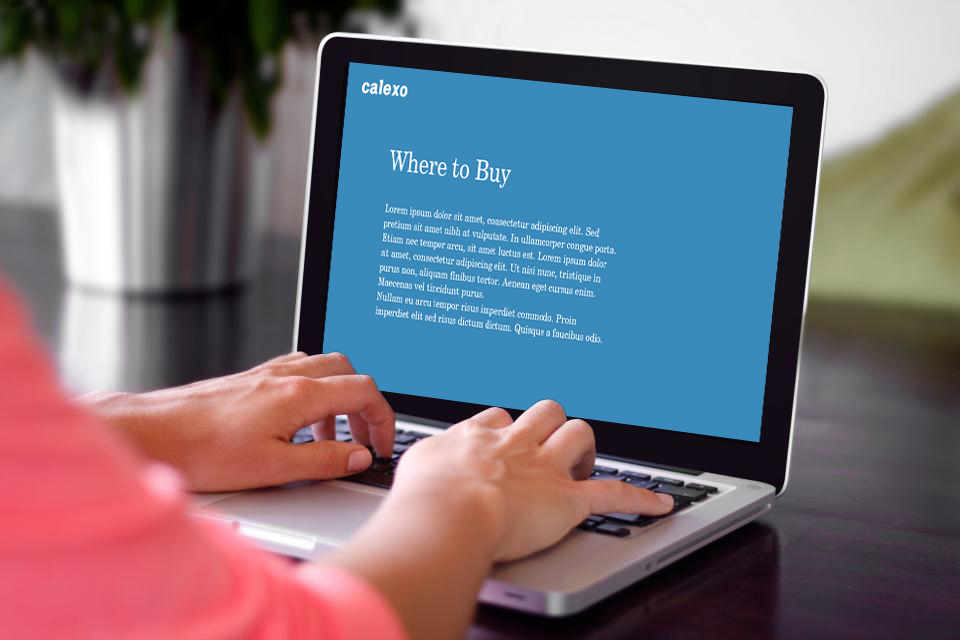 calexo
Where to Buy
Lorem ipsum dolor sit amet, consectetur adipiscing elit. Sed
pretium sit amet nibh at vulputate. In ullamcorper congue porta.
Etiam nec tempor arcu, sit amet luctus est. Lorem ipsum dolor
sit amet, consectetur adipiscing elit. Ut nisi nunc, tristique in
purus non, aliquam finibus tortor. Aenean eget cursus enim.
Maecenas vel tincidunt purus.
Nullam eu arcu tempor risus imperdiet commodo. Proin
imperdiet elit sed risus dictum dictum. Quisque a faucibus odio.